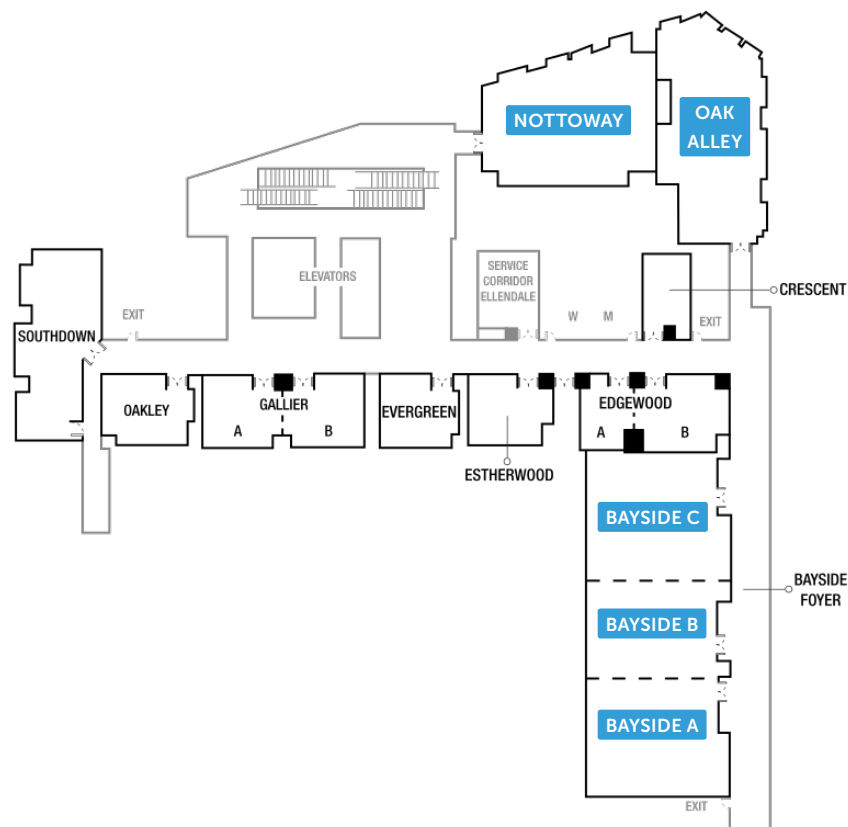 NOTTOWAY
OAK
ALLEY
ELEVATORS
SERVICE
CORRIDOR
ELLENDALE
CRESCENT
EXIT
W
M
EXIT
SOUTHDOWN
OAKLEY
GALLIER
A
B
EVERGREEN
ESTHERWOOD
EDGEWOOD
A
B
BAYSIDE C
BAYSIDE
FOYER
BAYSIDE B
BAYSIDE A
EXIT